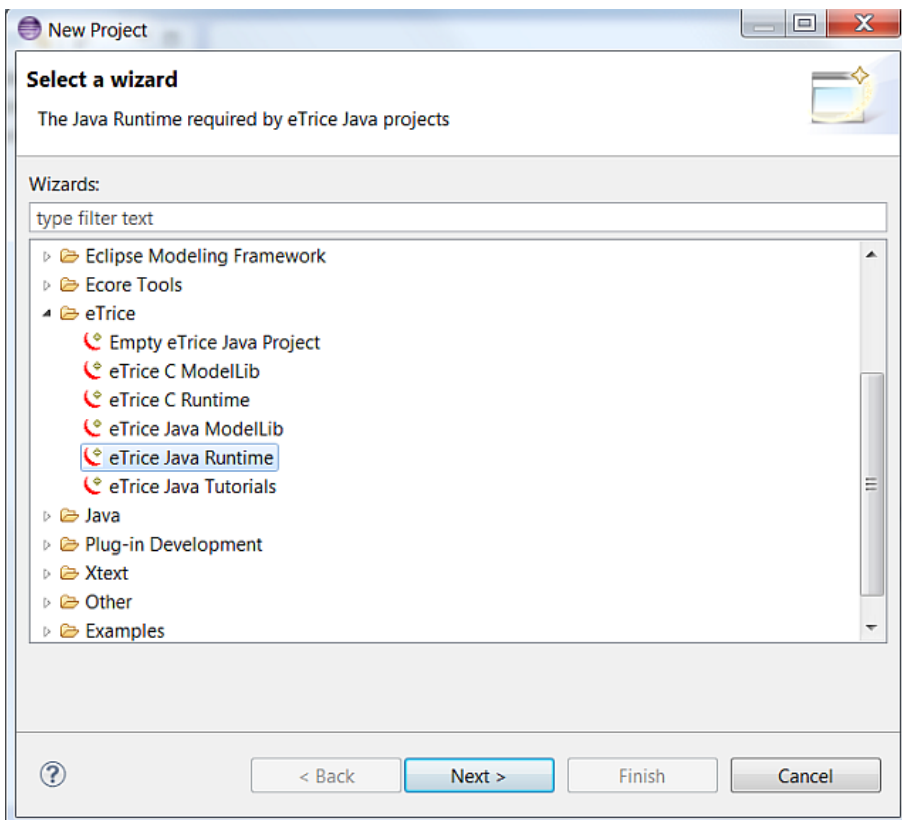 New Project
Select a wizard
The Java Runtime required by eTrice Java projects
Wizards:
type filter text
Eclipse Modeling Framework
Ecore Tools
eTrice
Empty eTrice Java Project
eTrice C ModelLib
eTrice C Runtime
eTrice Java ModelLib
eTrice Java Runtime
eTrice Java Tutorials
Java
Plug-in Development
Xtext
Other
Examples
? < Back Next > Finish Cancel